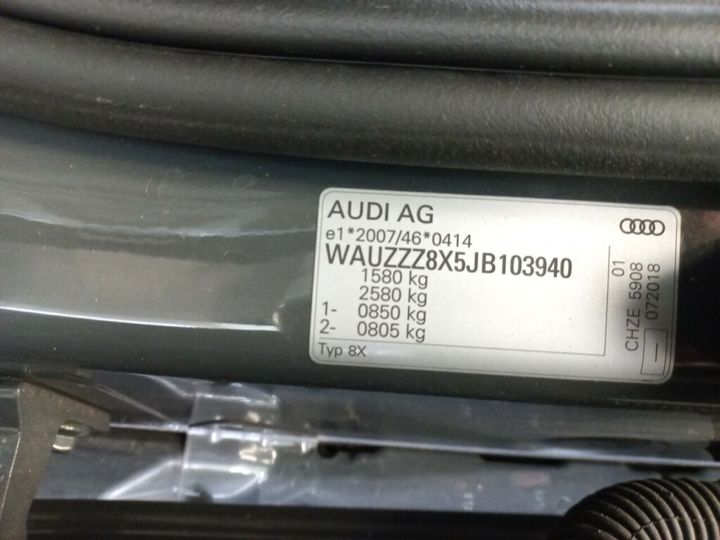 AUDI AG
e1*2007/46*0414
WAUZZZ8X5JB103940
1580 kg
2580 kg
1- 0850 kg
2- 0805 kg
Typ 8X
01
CHZE 5908
072018
—